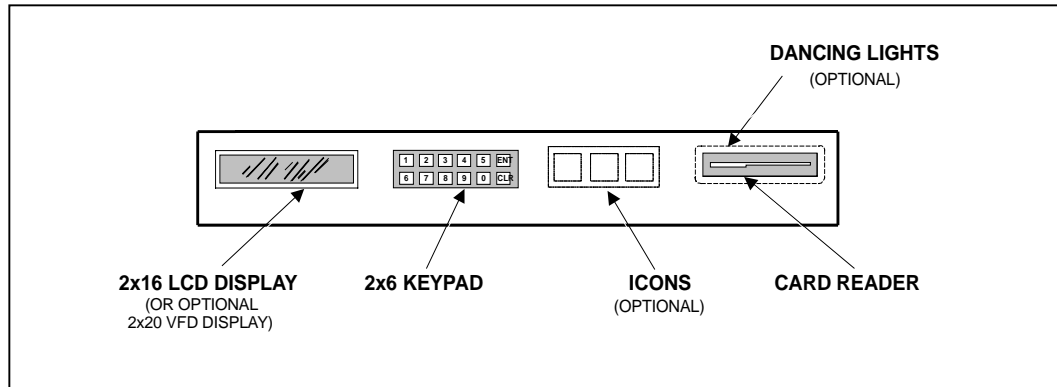 DANCING LIGHTS
(OPTIONAL)
1 2 3 4 5 ENT
6 7 8 9 0 CLR
2x16 LCD DISPLAY
(OR OPTIONAL
2x20 VFD DISPLAY)
2x6 KEYPAD
ICONS
(OPTIONAL)
CARD READER